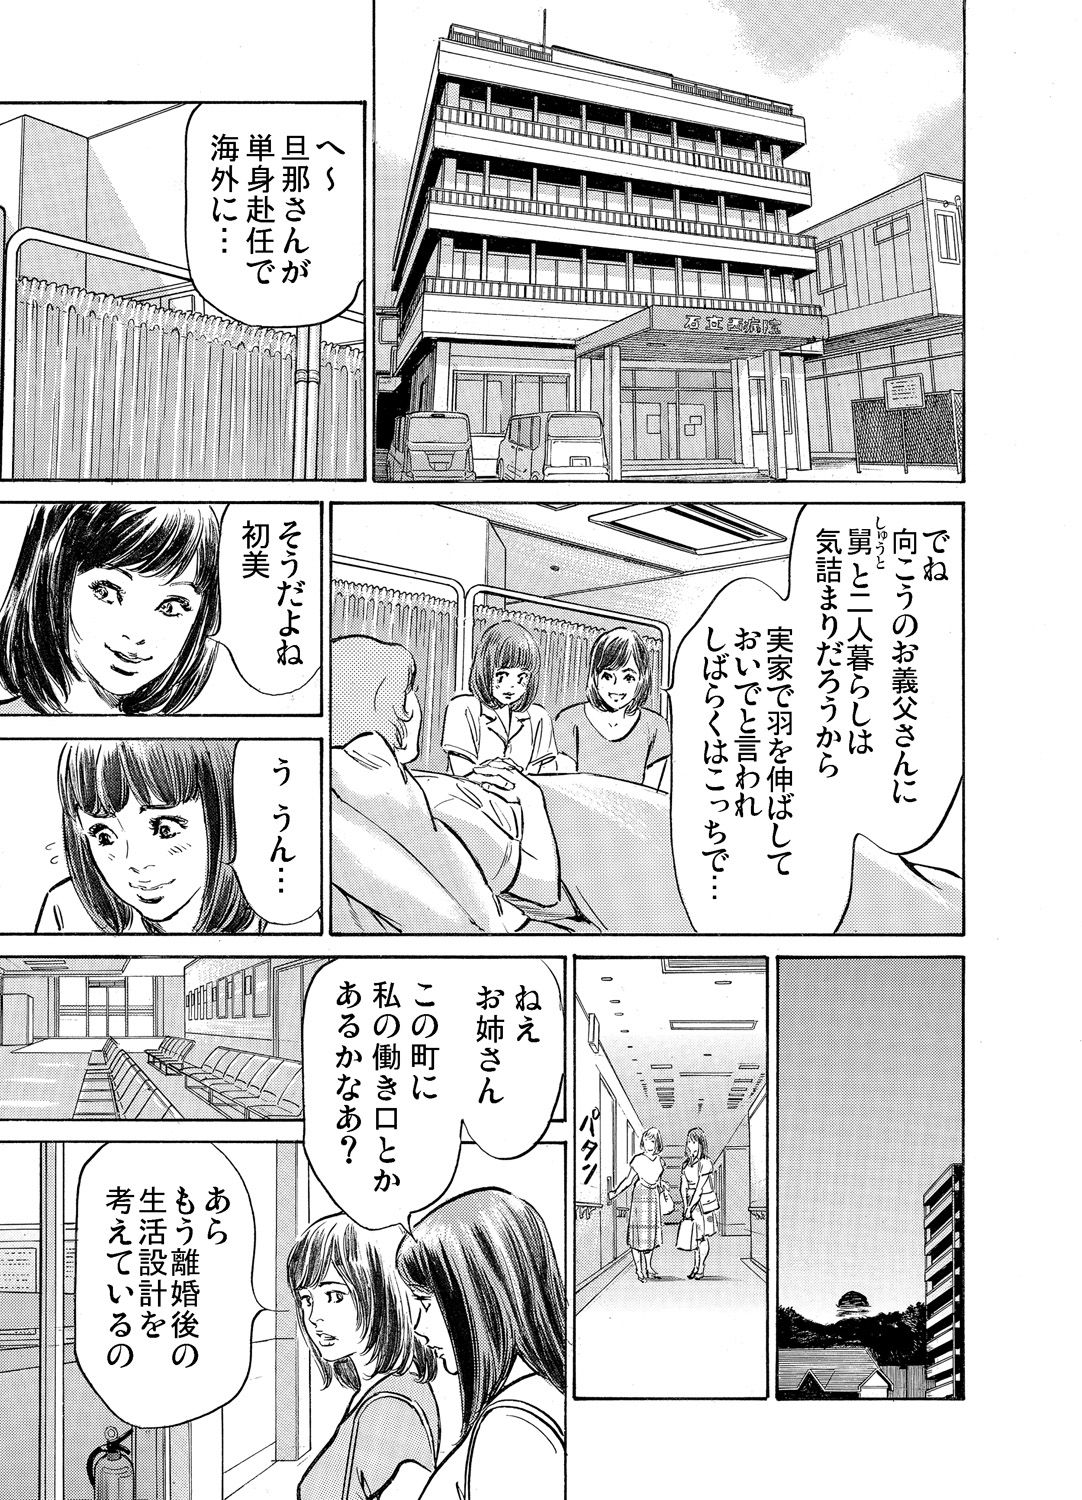 へ～
旦那さんが
単身赴任で
海外に…
でね
向こうのお義父さんに
舅と二人暮らしは
しゅうと
気詰まりだろうから
実家で羽を伸ばして
おいでと言われ
しばらくはこっちで…
そうだよね
初美
う うん…
パタン
ねえ
お姉さん
この町に
私の働き口とか
あるかなあ？
あら
もう離婚後の
生活設計を
考えているの